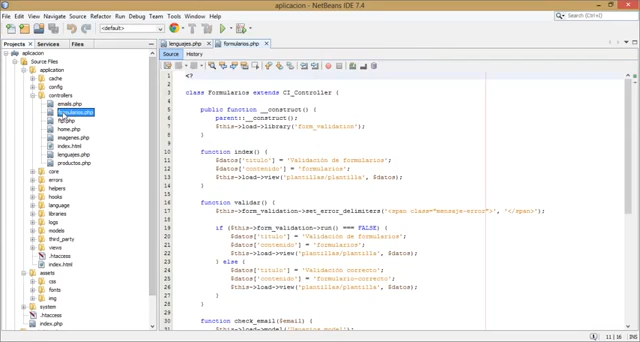 aplicacion - NetBeans IDE 7.4
File Edit View Navigate Source Refactor Debug Team Tools Window Help
Search (Ctrl+I)
<default>
Projects Services Files
lenguajes.php formularios.php
Source History
aplicacion
Source Files
application
cache
config
controllers
emails.php
formularios.php
ftp.php
home.php
imagenes.php
index.html
lenguajes.php
productos.php
core
errors
helpers
hooks
language
libraries
logs
models
third_party
views
.htaccess
index.html
assets
css
fonts
img
system
.htaccess
index.php
1 <?
2
3 class Formularios extends CI_Controller {
4
5 public function __construct() {
6 parent::__construct();
7 $this->load->library('form_validation');
8 }
9
10 function index() {
11 $datos['titulo'] = 'Validación de formularios';
12 $datos['contenido'] = 'formularios';
13 $this->load->view('plantillas/plantilla', $datos);
14 }
15
16 function validar() {
17 $this->form_validation->set_error_delimiters('<span class="mensaje-error">', '</span>');
18
19 if ($this->form_validation->run() === FALSE) {
20 $datos['titulo'] = 'Validación de formularios';
21 $datos['contenido'] = 'formularios';
22 $this->load->view('plantillas/plantilla', $datos);
23 } else {
24 $datos['titulo'] = 'Validación correcto';
25 $datos['contenido'] = 'formulario-correcto';
26 $this->load->view('plantillas/plantilla', $datos);
27 }
28 }
29
30 function check_email($email) {
31 $this->load->model('Usuarios_model');
11 | 16 INS